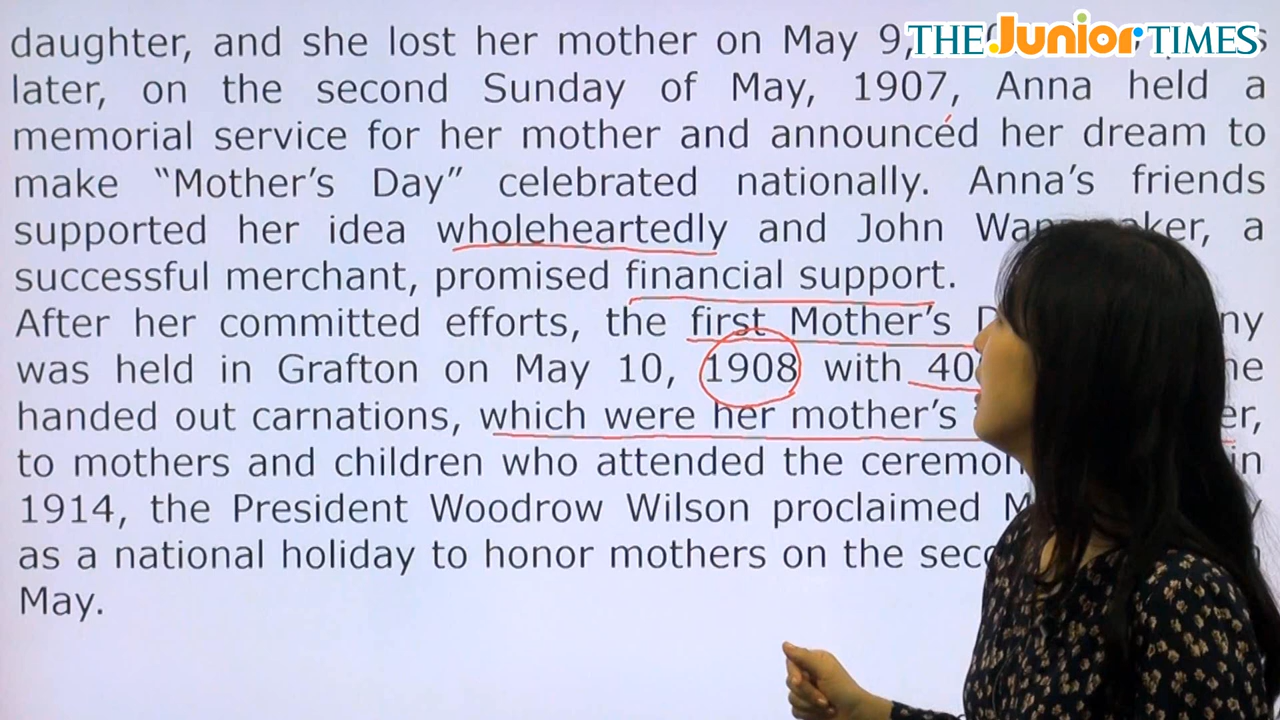 THE Junior TIMES
daughter, and she lost her mother on May 9,
later, on the second Sunday of May, 1907, Anna held a
memorial service for her mother and announced her dream to
make “Mother’s Day” celebrated nationally. Anna’s friends
supported her idea wholeheartedly and John a
successful merchant, promised financial support.
After her committed efforts, the first Mother’s
was held in Grafton on May 10, 1908 with
handed out carnations, which were her mother’s
to mothers and children who attended the in
1914, the President Woodrow Wilson proclaimed
as a national holiday to honor mothers on the
May.